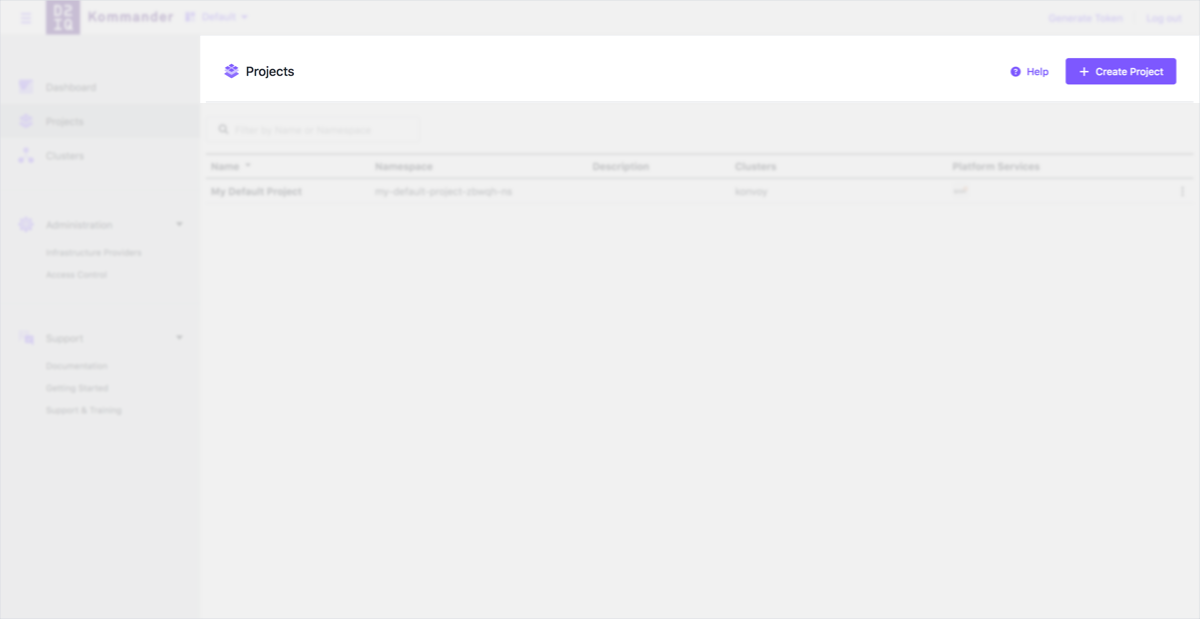 D2
iQ
Kommander
Default
Generate Token
Log out
Projects
Help
+ Create Project
Dashboard
Projects
Clusters
Filter by Name or Namespace
Name
Namespace
Description
Clusters
Platform Services
My Default Project
my-default-project-zbwqh-ns
konvoy
Administration
Infrastructure Providers
Access Control
Support
Documentation
Getting Started
Support & Training